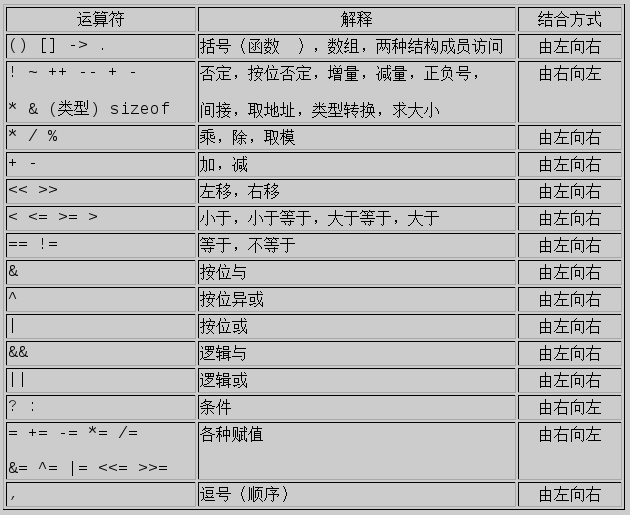 运算符 解释 结合方式
() [] -> . 括号（函数 ），数组，两种结构成员访问 由左向右
! ~ ++ -- + - 否定，按位否定，增量，减量，正负号， 由右向左
* & (类型) sizeof 间接，取地址，类型转换，求大小
* / % 乘，除，取模 由左向右
+ - 加，减 由左向右
<< >> 左移，右移 由左向右
< <= >= > 小于，小于等于，大于等于，大于 由左向右
== != 等于，不等于 由左向右
& 按位与 由左向右
^ 按位异或 由左向右
| 按位或 由左向右
&& 逻辑与 由左向右
|| 逻辑或 由左向右
? : 条件 由右向左
= += -= *= /= 各种赋值 由右向左
&= ^= |= <<= >>=
, 逗号（顺序） 由左向右